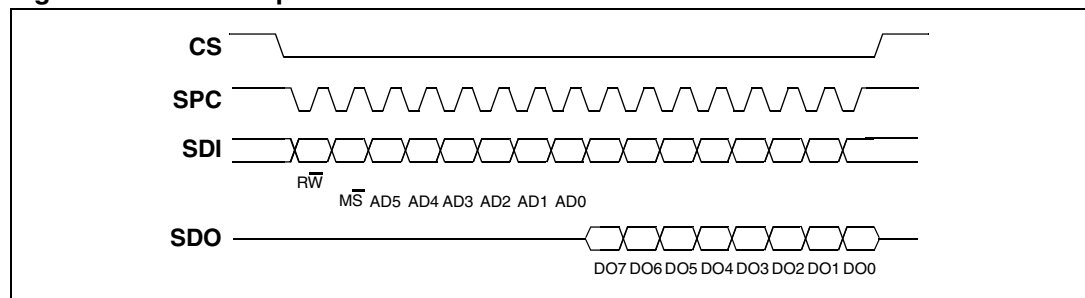 CS
SPC
SDI
RW̅
MS̅ AD5 AD4 AD3 AD2 AD1 AD0
SDO
DO7 DO6 DO5 DO4 DO3 DO2 DO1 DO0